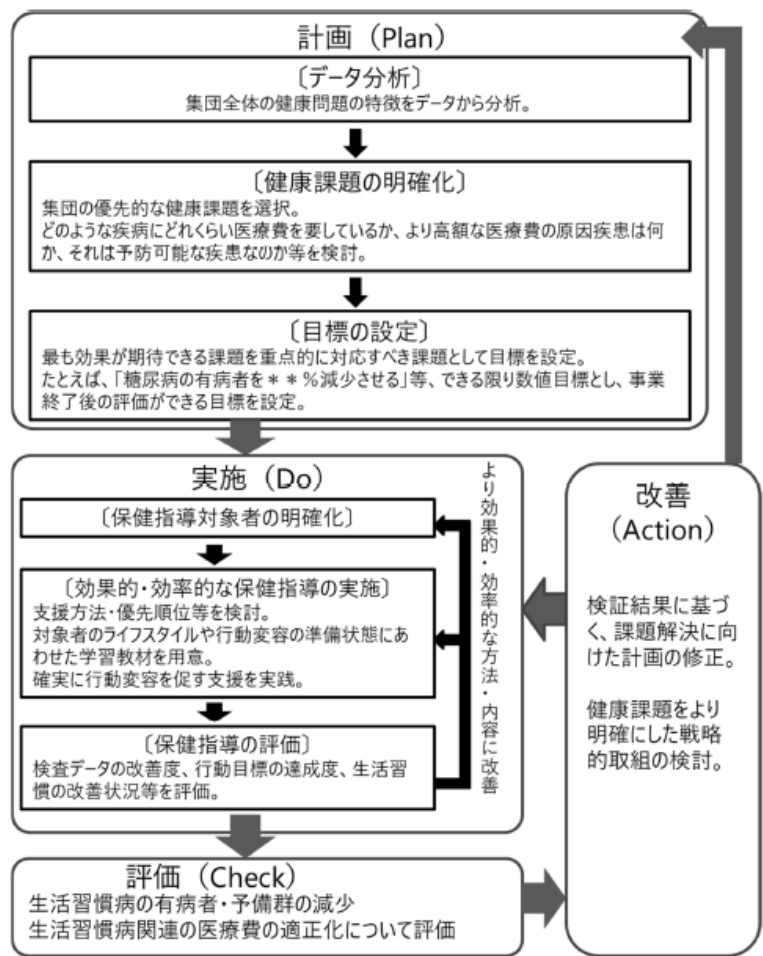 計画（Plan）
〔データ分析〕
集団全体の健康問題の特徴をデータから分析。
〔健康課題の明確化〕
集団の優先的な健康課題を選択。
どのような疾病にどれくらい医療費を要しているか、より高額な医療費の原因疾患は何
か、それは予防可能な疾患なのか等を検討。
〔目標の設定〕
最も効果が期待できる課題を重点的に対応すべき課題として目標を設定。
たとえば、「糖尿病の有病者を＊＊％減少させる」等、できる限り数値目標とし、事業
終了後の評価ができる目標を設定。
実施（Do）
〔保健指導対象者の明確化〕
〔効果的・効率的な保健指導の実施〕
支援方法・優先順位等を検討。
対象者のライフスタイルや行動変容の準備状態にあ
わせた学習教材を用意。
確実に行動変容を促す支援を実践。
〔保健指導の評価〕
検査データの改善度、行動目標の達成度、生活習
慣の改善状況等を評価。
より効果的・効率的な方法・内容に改善
評価（Check）
生活習慣病の有病者・予備群の減少
生活習慣病関連の医療費の適正化について評価
改善
（Action）
検証結果に基づ
く、課題解決に向
けた計画の修正。
健康課題をより
明確にした戦略
的取組の検討。